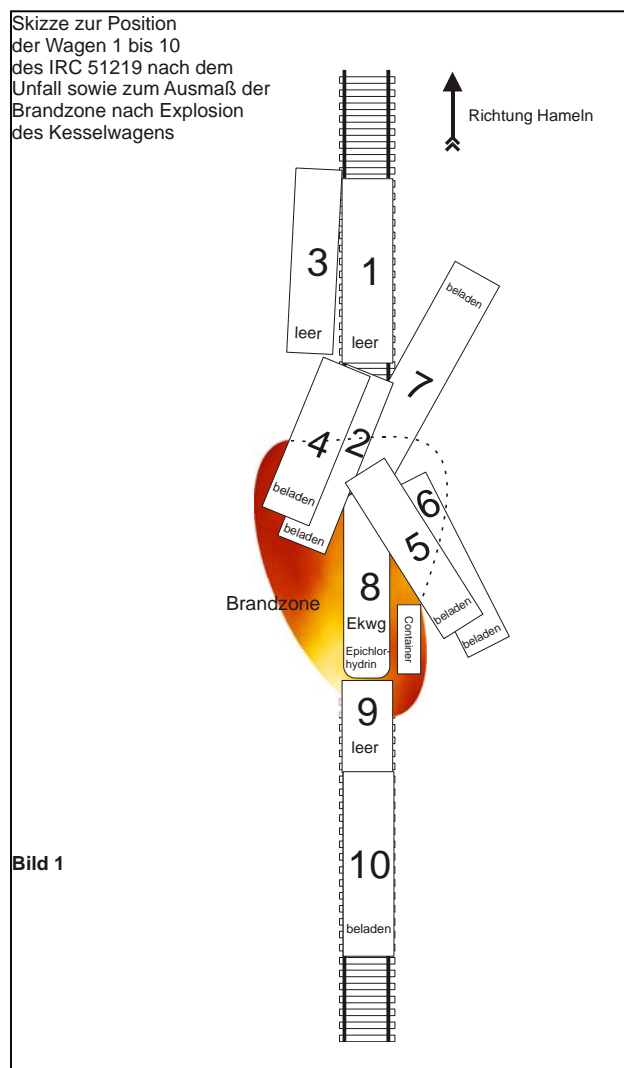 Skizze zur Position
der Wagen 1 bis 10
des IRC 51219 nach dem
Unfall sowie zum Ausmaß der
Brandzone nach Explosion
des Kesselwagens
Richtung Hameln
3
leer
1
leer
beladen
7
4
beladen
2
beladen
6
beladen
5
beladen
Brandzone
8
Ekwg
Epichlor-
hydrin
Container
9
leer
Bild 1
10
beladen